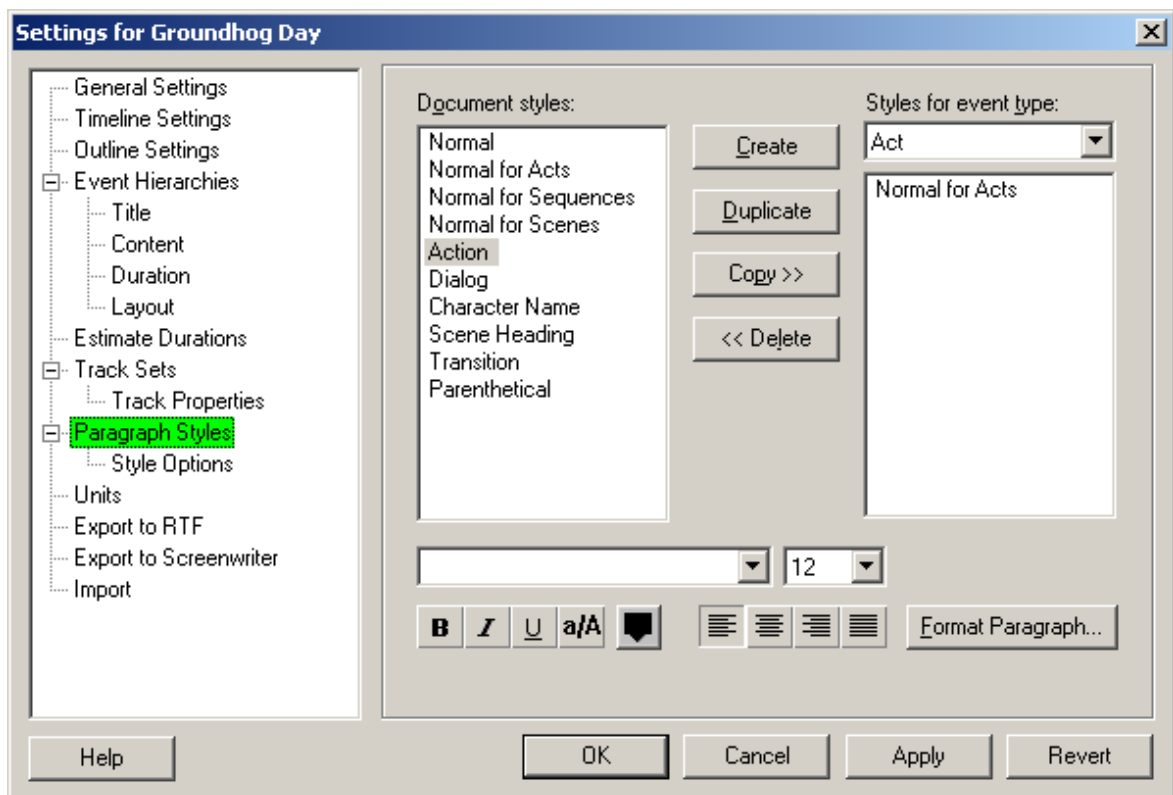 Settings for Groundhog Day
General Settings
Timeline Settings
Outline Settings
Event Hierarchies
Title
Content
Duration
Layout
Estimate Durations
Track Sets
Track Properties
Paragraph Styles
Style Options
Units
Export to RTF
Export to Screenwriter
Import
Document styles:
Normal
Normal for Acts
Normal for Sequences
Normal for Scenes
Action
Dialog
Character Name
Scene Heading
Transition
Parenthetical
Create
Duplicate
Copy >>
<< Delete
Styles for event type:
Act
Normal for Acts
12
B I U a/A
Format Paragraph...
Help
OK
Cancel
Apply
Revert